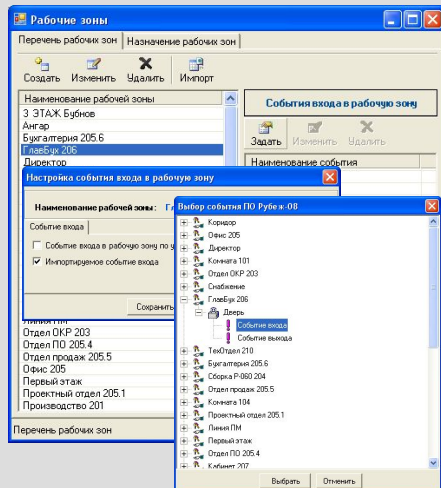 Рабочие зоны
Перечень рабочих зон
Назначение рабочих зон
Создать
Изменить
Удалить
Импорт
Наименование рабочей зоны
3 ЭТАЖ Бубнов
Ангар
Бухгалтерия 205.6
ГлавБух 206
Директор
События входа в рабочую зону
Задать
Изменить
Удалить
Наименование события
Настройка события входа в рабочую зону
Наименование рабочей зоны:
Событие входа
Событие входа в рабочую зону по у
Импортируемое событие входа
Сохранить
Выбор события ПО Рубеж-08
Коридор
Офис 205
Директор
Комната 101
Отдел ОКР 203
Снабжение
ГлавБух 206
Дверь
Событие входа
Событие выхода
ТехОтдел 210
Бухгалтерия 205.6
Сборка Р-060 204
Отдел продаж 205.5
Комната 104
Проектный отдел 205.1
Линия ПМ
Первый этаж
Отдел ПО 205.4
Кабинет 207
Выбрать
Отменить
Линия ПМ
Отдел ОКР 203
Отдел ПО 205.4
Отдел продаж 205.5
Офис 205
Первый этаж
Проектный отдел 205.1
Производство 201
Перечень рабочих зон